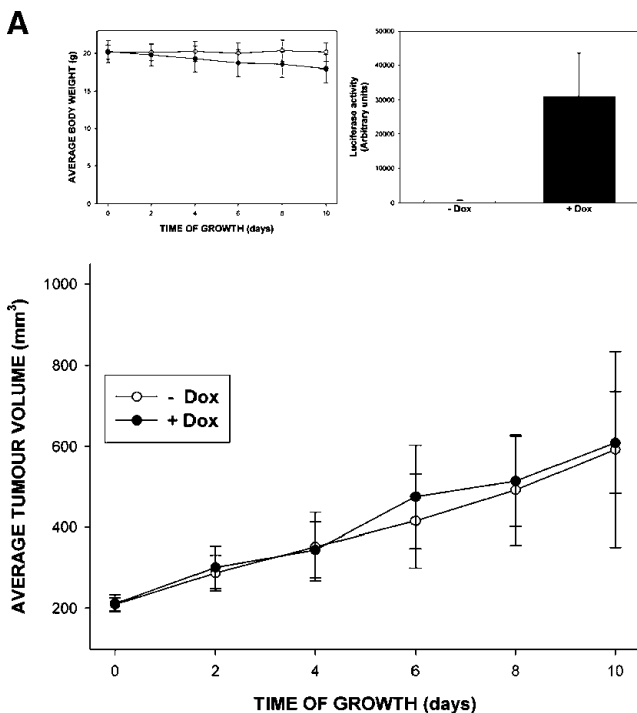 A
AVERAGE BODY WEIGHT (g)
20
15
10
5
0
0 2 4 6 8 10
TIME OF GROWTH (days)
Luciferase activity
(Arbitrary units)
50000
40000
30000
20000
10000
0
- Dox + Dox
AVERAGE TUMOUR VOLUME (mm³)
1000
800
600
400
200
- Dox
+ Dox
0 2 4 6 8 10
TIME OF GROWTH (days)